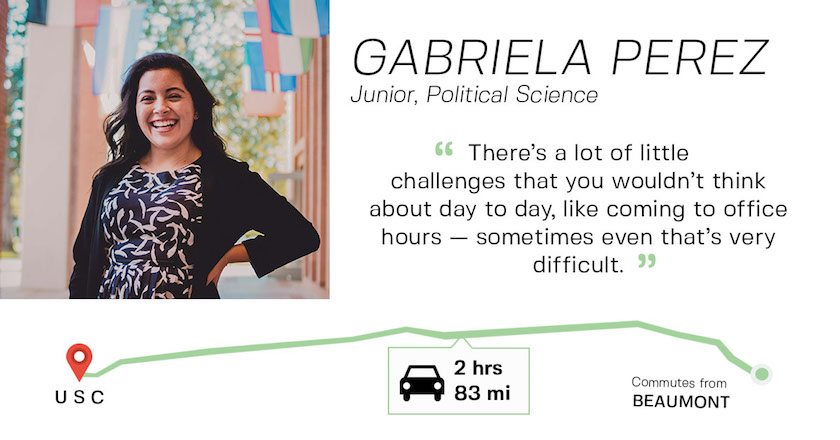 GABRIELA PEREZ
Junior, Political Science
“ There’s a lot of little
challenges that you wouldn’t think
about day to day, like coming to office
hours — sometimes even that’s very
difficult. ”
USC
2 hrs
83 mi
Commutes from
BEAUMONT